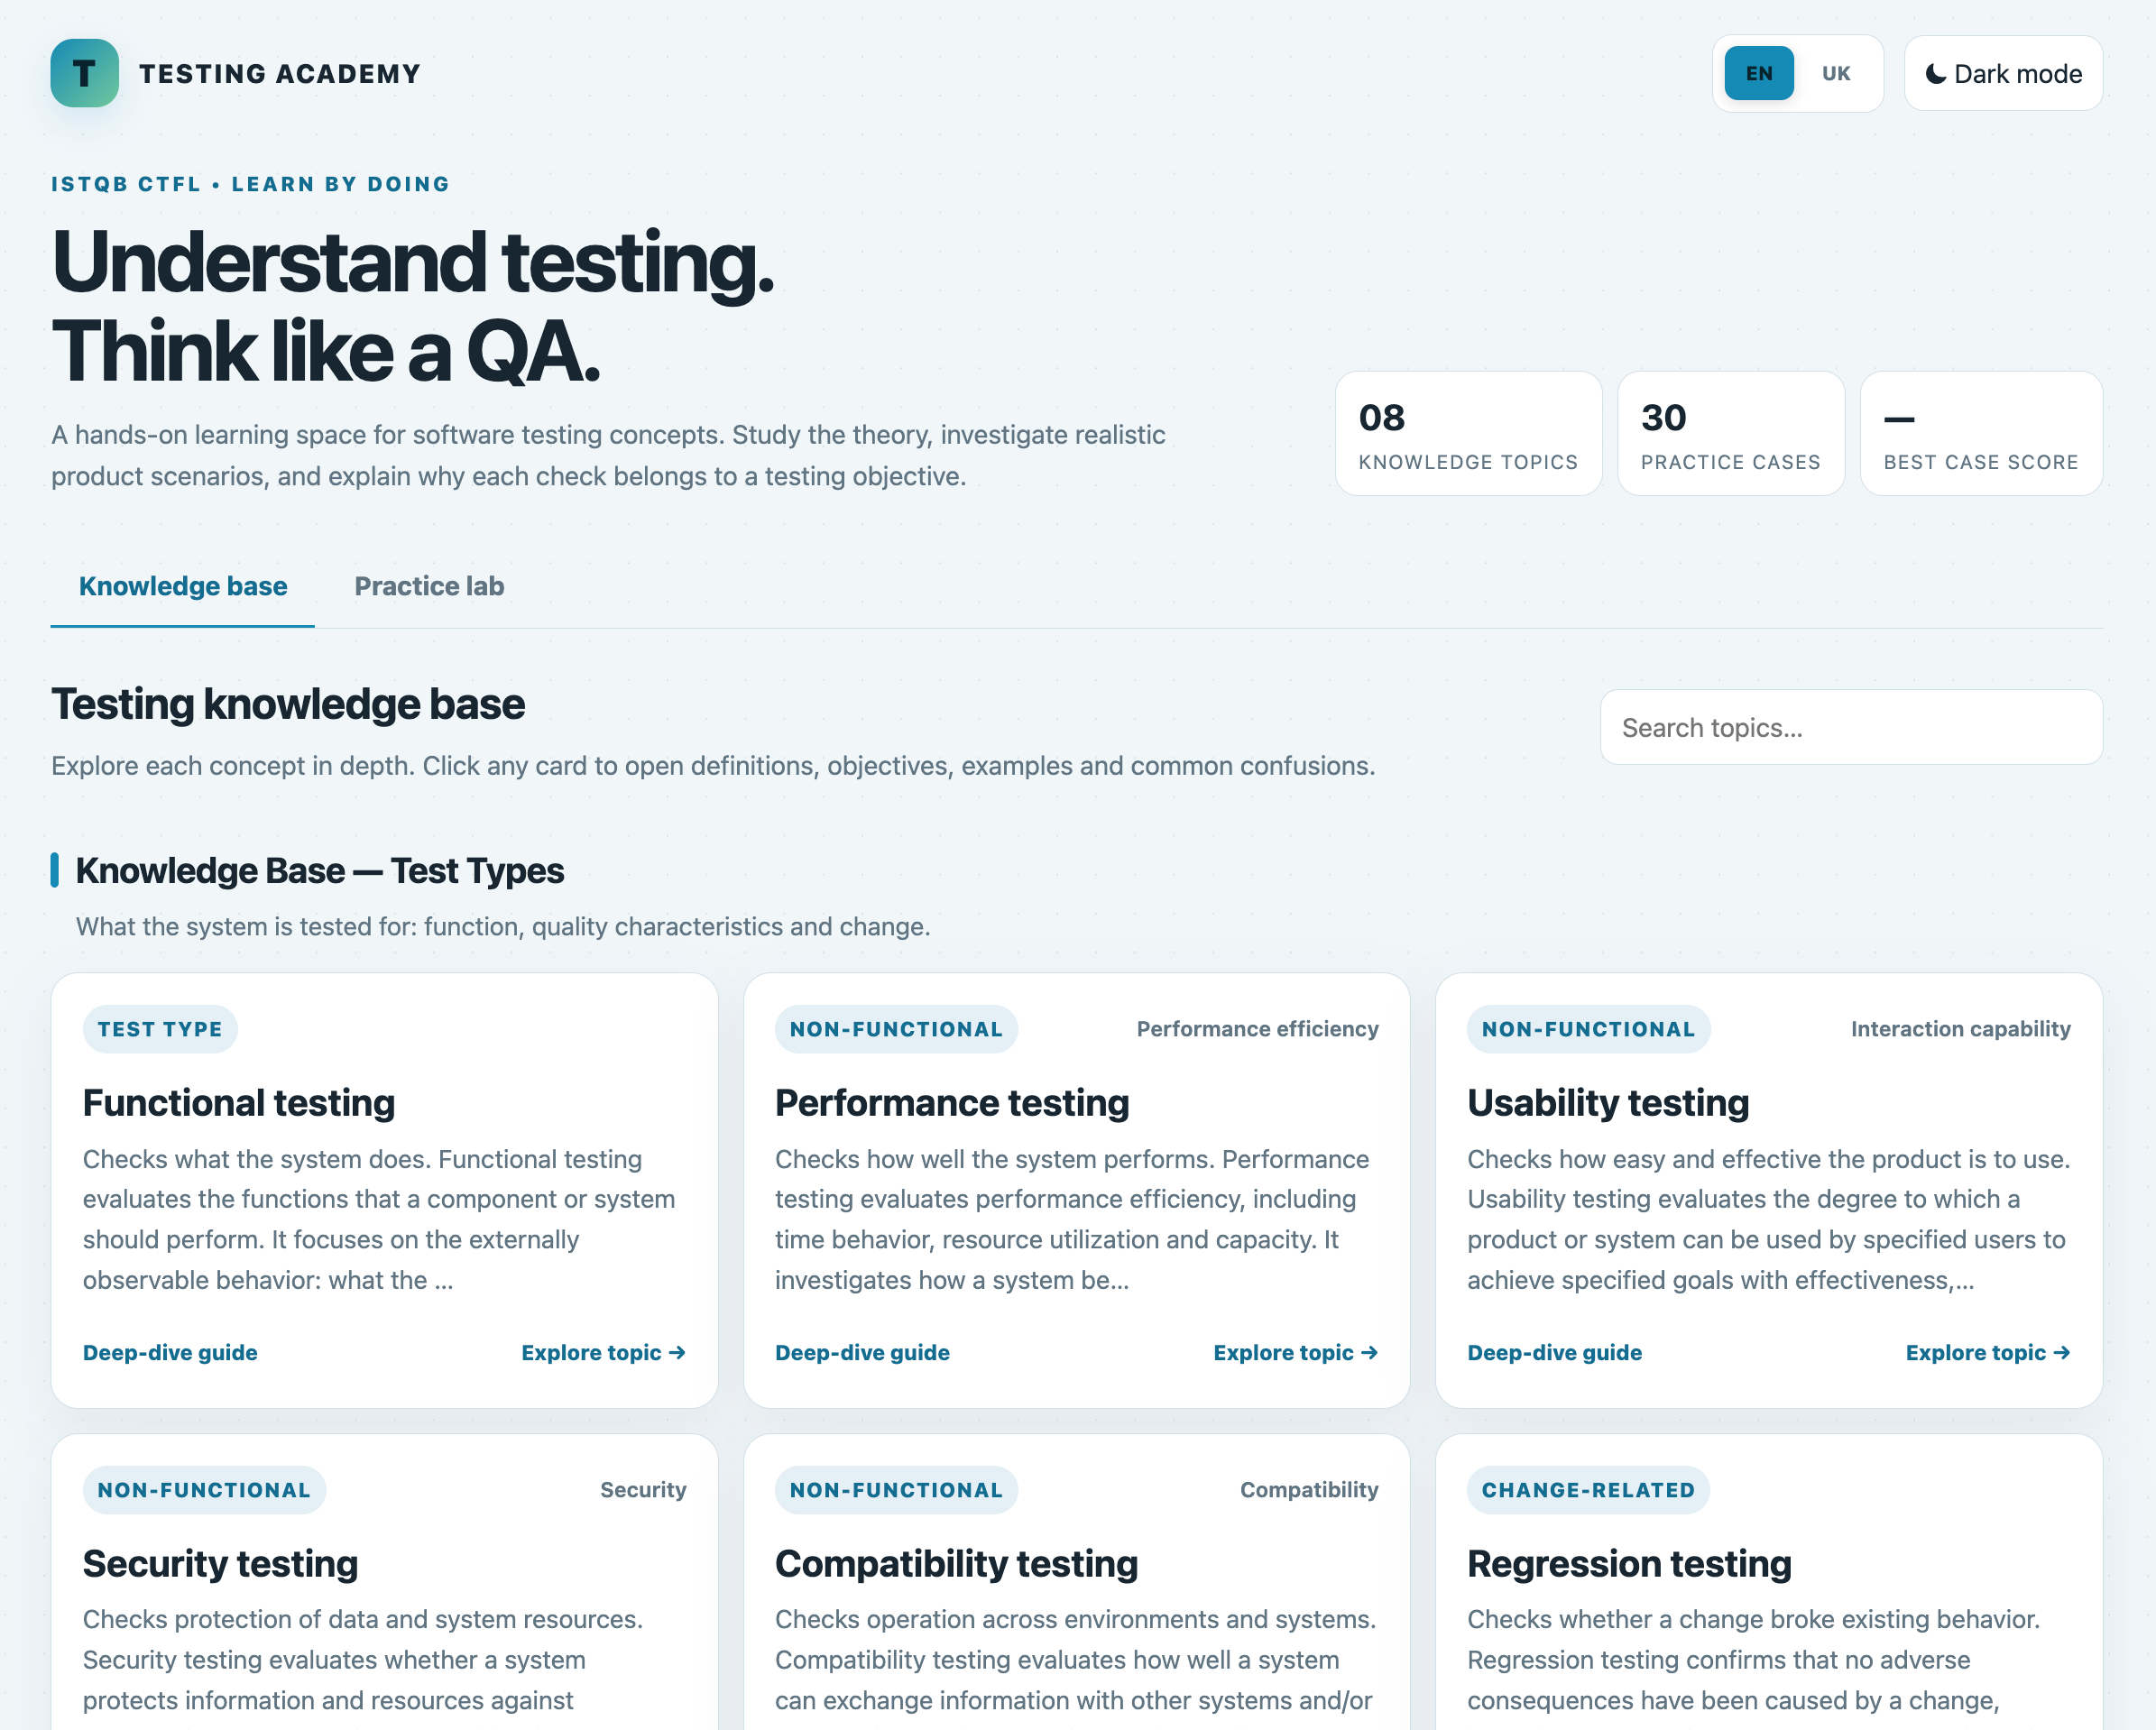 T TESTING ACADEMY
EN UK Dark mode
ISTQB CTFL • LEARN BY DOING
Understand testing.
Think like a QA.
A hands-on learning space for software testing concepts. Study the theory, investigate realistic
product scenarios, and explain why each check belongs to a testing objective.
08
KNOWLEDGE TOPICS
30
PRACTICE CASES
—
BEST CASE SCORE
Knowledge base Practice lab
Testing knowledge base
Explore each concept in depth. Click any card to open definitions, objectives, examples and common confusions.
Search topics...
Knowledge Base — Test Types
What the system is tested for: function, quality characteristics and change.
TEST TYPE
Functional testing
Checks what the system does. Functional testing
evaluates the functions that a component or system
should perform. It focuses on the externally
observable behavior: what the ...
Deep-dive guide Explore topic →
NON-FUNCTIONAL Performance efficiency
Performance testing
Checks how well the system performs. Performance
testing evaluates performance efficiency, including
time behavior, resource utilization and capacity. It
investigates how a system be...
Deep-dive guide Explore topic →
NON-FUNCTIONAL Interaction capability
Usability testing
Checks how easy and effective the product is to use.
Usability testing evaluates the degree to which a
product or system can be used by specified users to
achieve specified goals with effectiveness,...
Deep-dive guide Explore topic →
NON-FUNCTIONAL Security
Security testing
Checks protection of data and system resources.
Security testing evaluates whether a system
protects information and resources against
NON-FUNCTIONAL Compatibility
Compatibility testing
Checks operation across environments and systems.
Compatibility testing evaluates how well a system
can exchange information with other systems and/or
CHANGE-RELATED
Regression testing
Checks whether a change broke existing behavior.
Regression testing confirms that no adverse
consequences have been caused by a change,